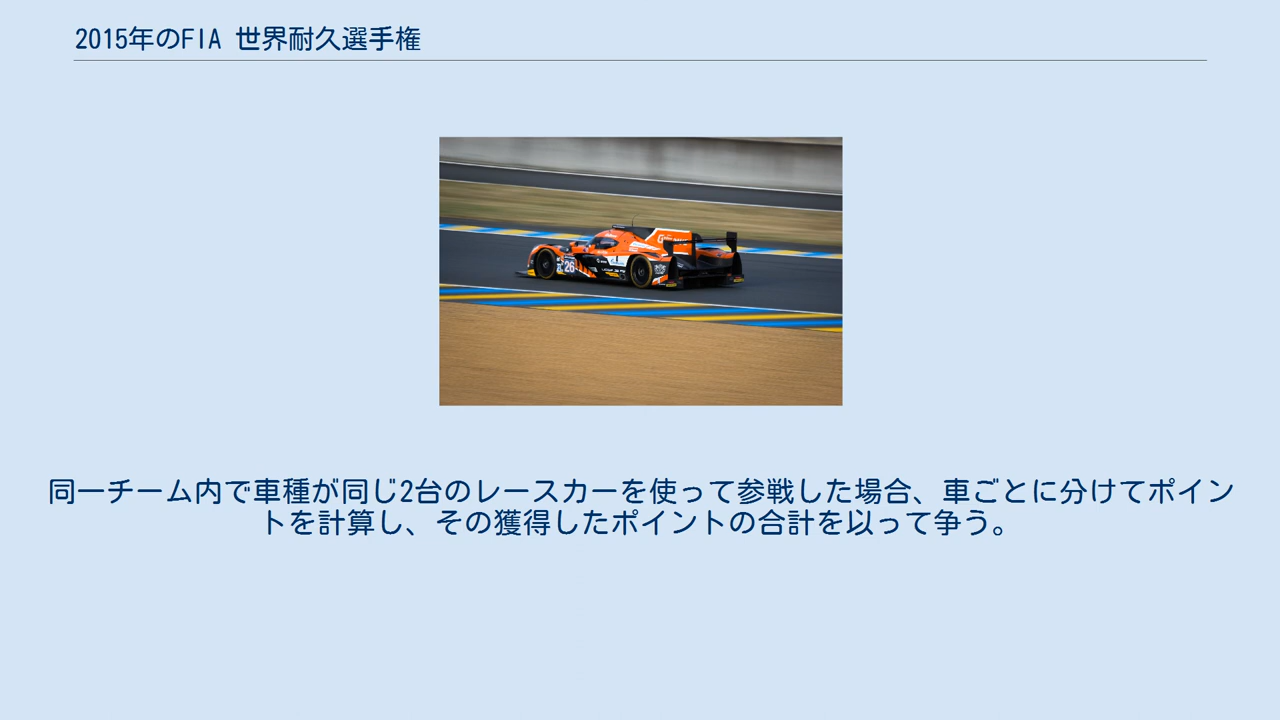 2015年のFIA 世界耐久選手権
26
同一チーム内で車種が同じ2台のレースカーを使って参戦した場合、車ごとに分けてポイン
トを計算し、その獲得したポイントの合計を以って争う。